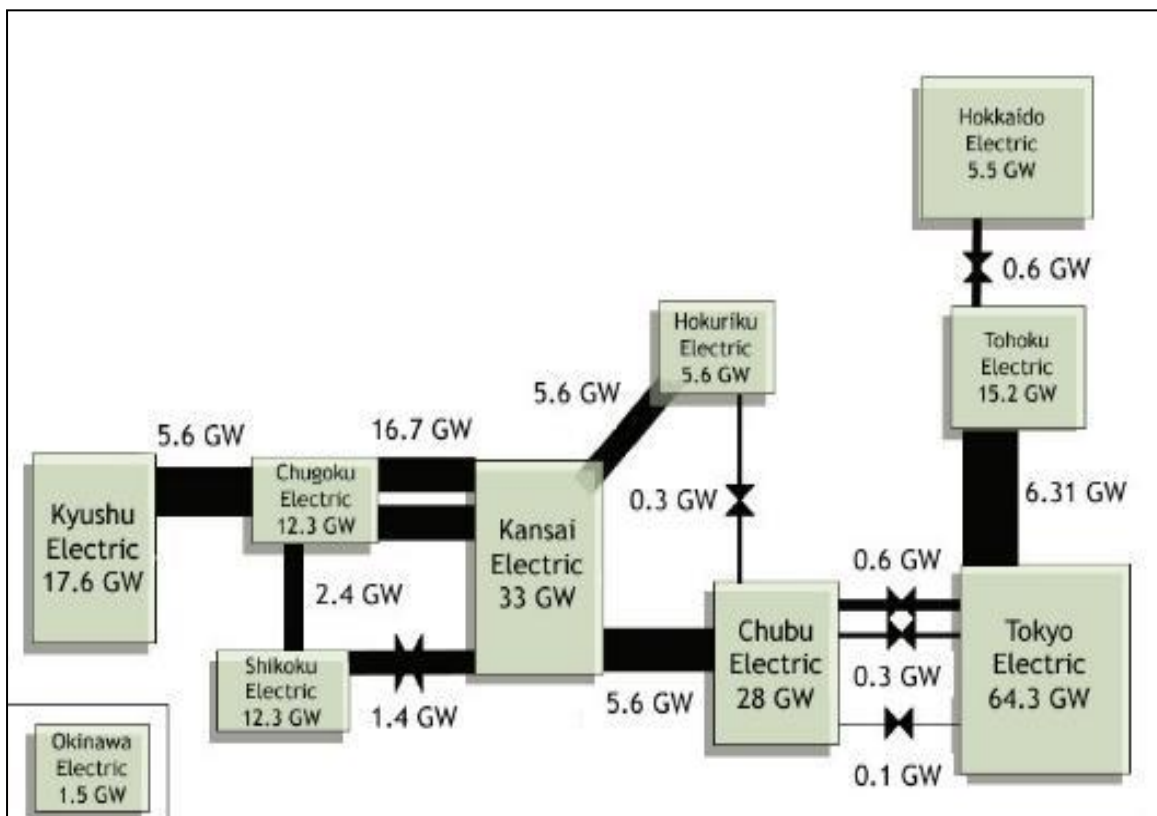 Hokkaido
Electric
5.5 GW
0.6 GW
Hokuriku
Electric
5.6 GW
Tohoku
Electric
15.2 GW
5.6 GW
16.7 GW
5.6 GW
Kyushu
Electric
17.6 GW
Chugoku
Electric
12.3 GW
Kansai
Electric
33 GW
0.3 GW
6.31 GW
2.4 GW
0.6 GW
Chubu
Electric
28 GW
Tokyo
Electric
64.3 GW
Shikoku
Electric
12.3 GW
1.4 GW
5.6 GW
0.3 GW
0.1 GW
Okinawa
Electric
1.5 GW